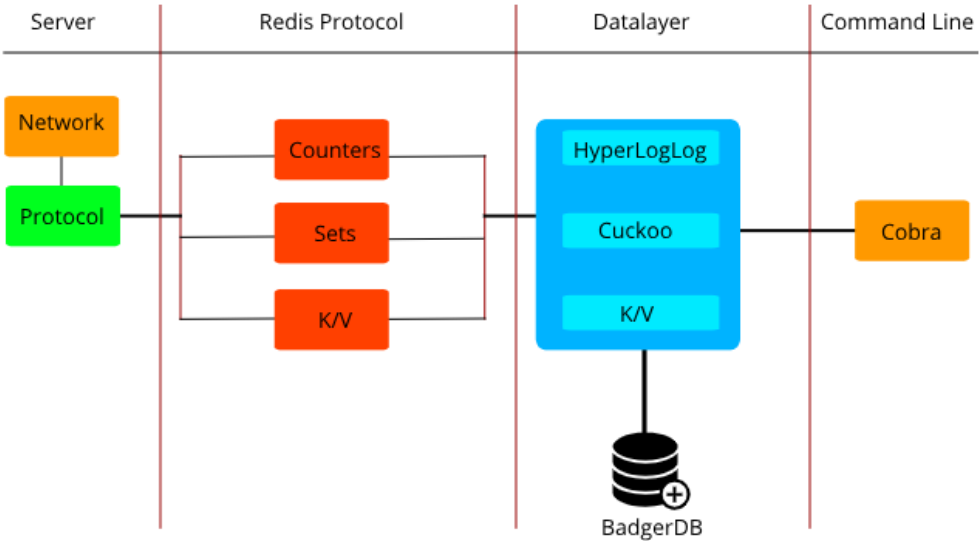 Server
Redis Protocol
Datalayer
Command Line
Network
Protocol
Counters
Sets
K/V
HyperLogLog
Cuckoo
K/V
Cobra
BadgerDB